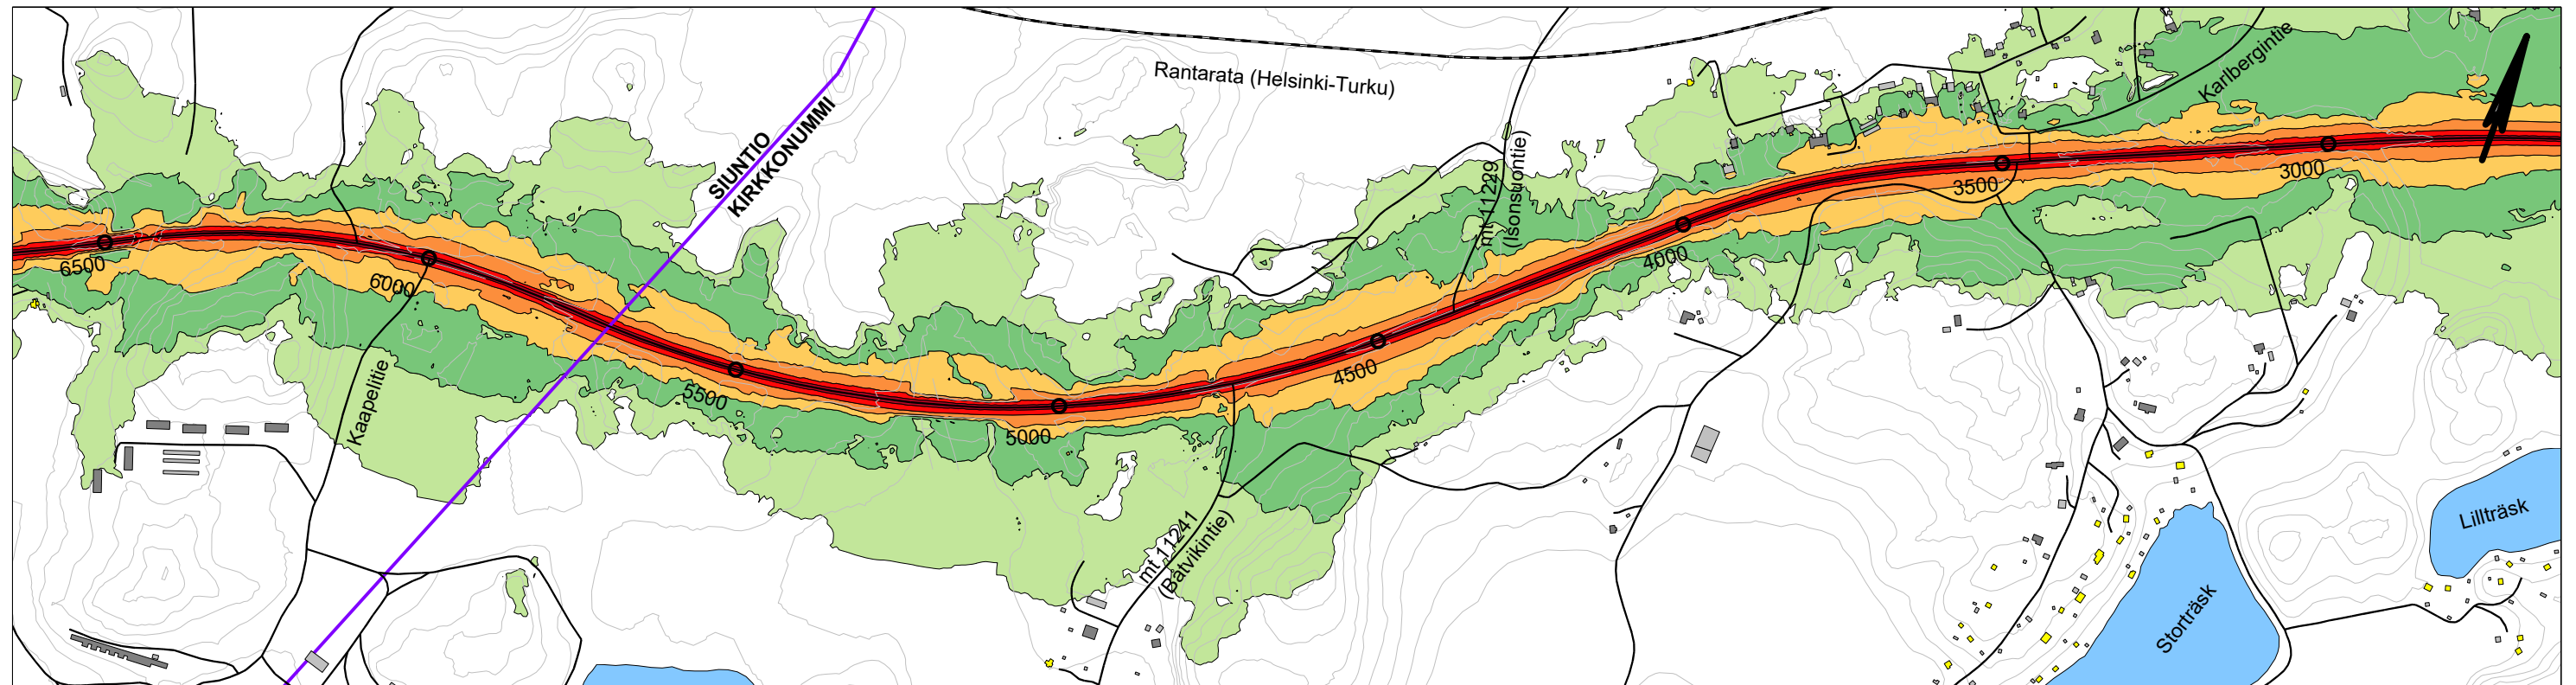 Rantarata (Helsinki-Turku)
Karlbergintie
SIUNTIO
KIRKKONUMMI
mt 11229
(Isonsuontie)
3000
3500
4000
6500
6000
4500
5500
5000
Kaapelitie
mt 11241
(Båtvikintie)
Lillträsk
Storträsk